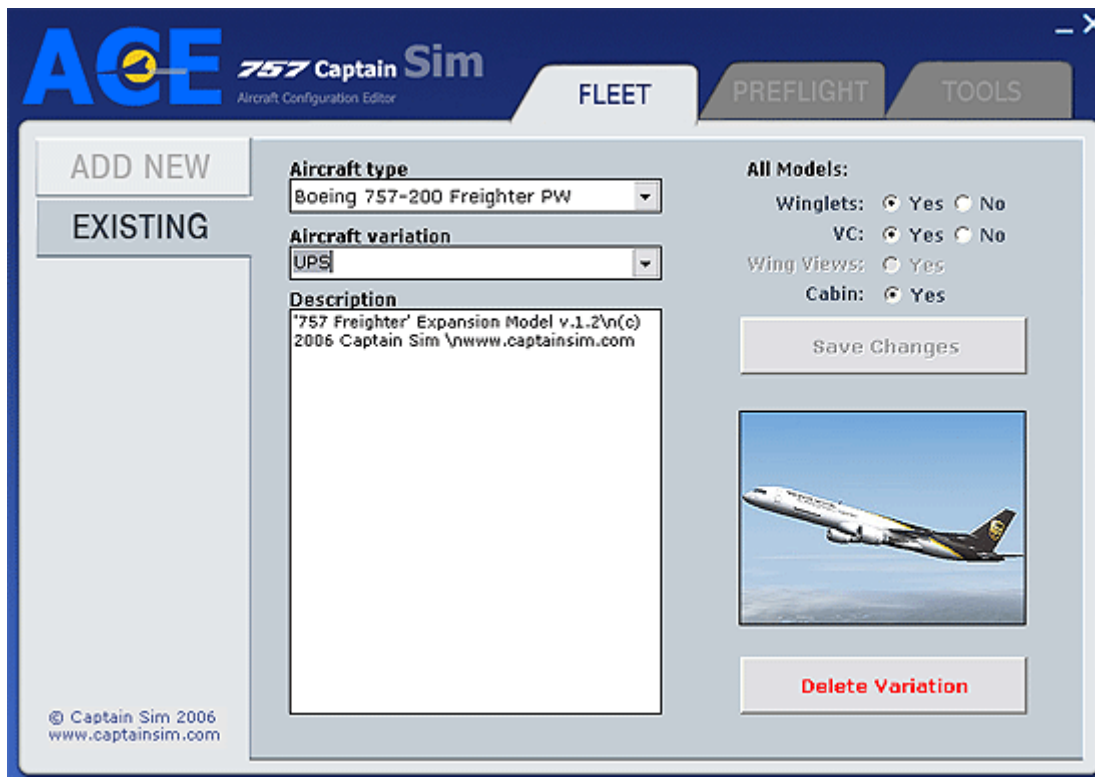 ACE 757 Captain Sim
Aircraft Configuration Editor
FLEET
PREFLIGHT
TOOLS
ADD NEW
EXISTING
Aircraft type
Boeing 757-200 Freighter PW
Aircraft variation
UPS
Description
'757 Freighter' Expansion Model v.1.2\n(c)
2006 Captain Sim \nwww.captainsim.com
All Models:
Winglets: Yes No
VC: Yes No
Wing Views: Yes
Cabin: Yes
Save Changes
Delete Variation
© Captain Sim 2006
www.captainsim.com